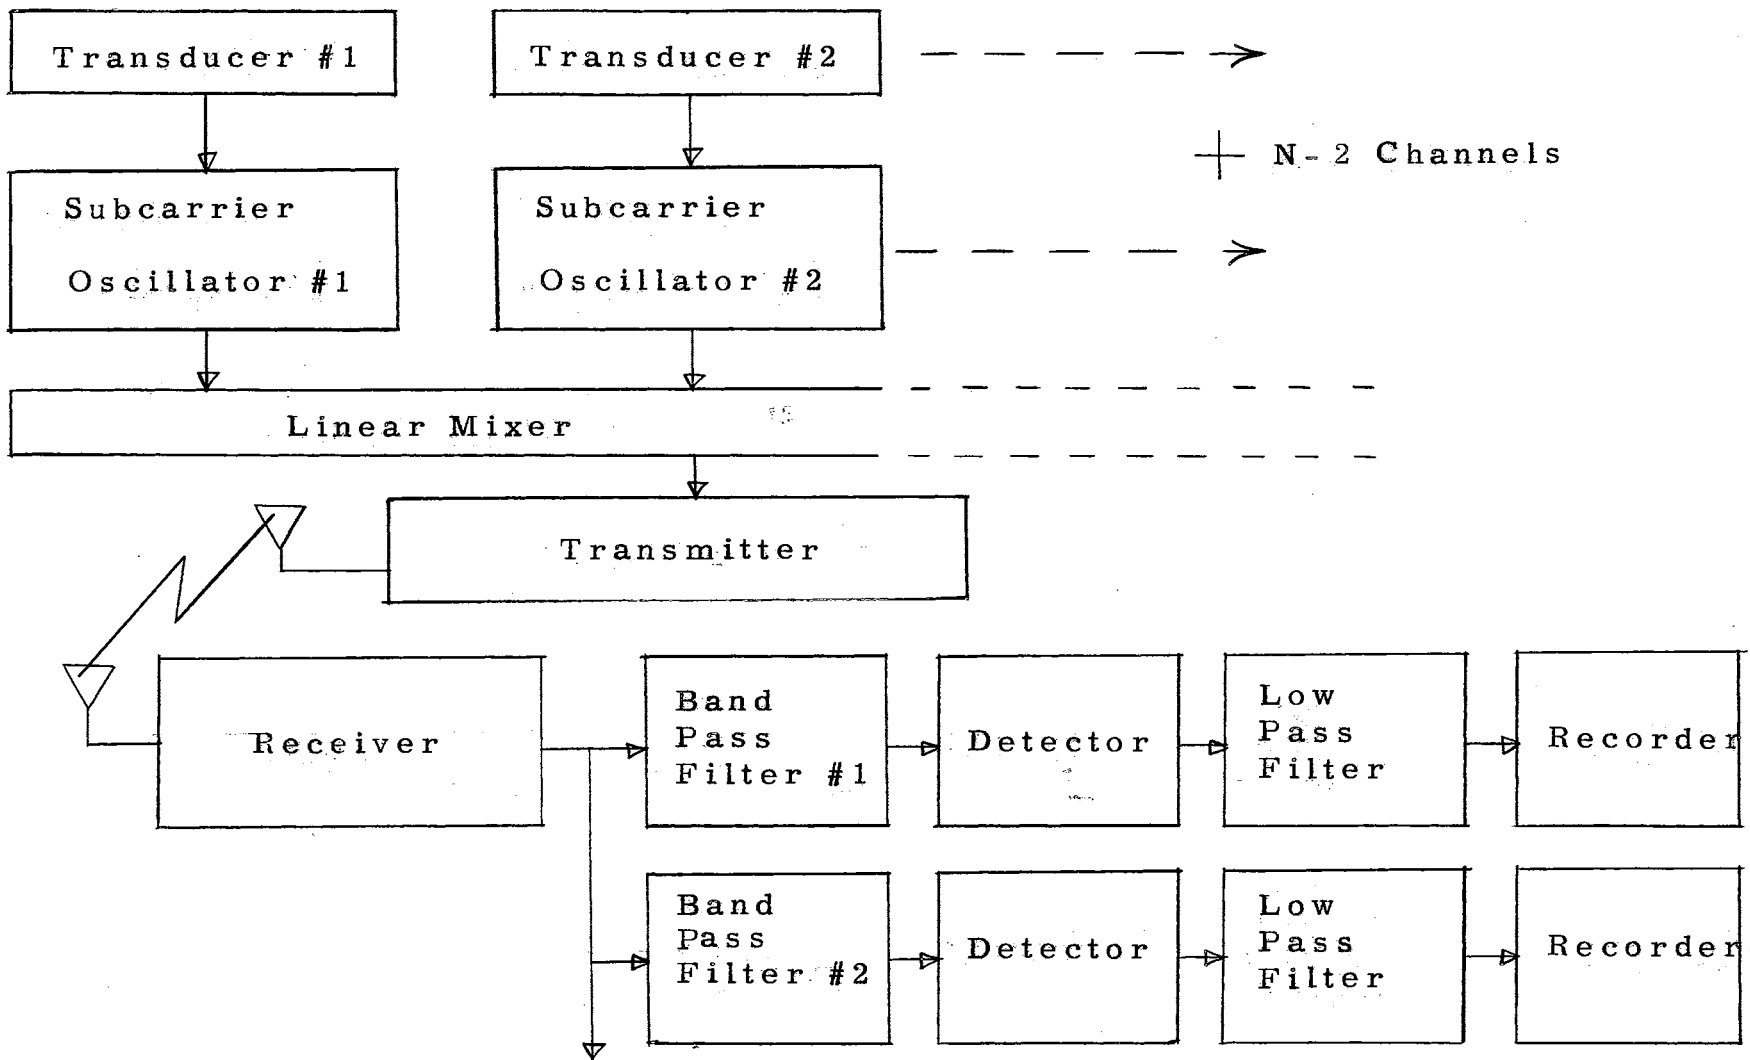 Transducer #1
Transducer #2
+ N-2 Channels
Subcarrier
Oscillator #1
Subcarrier
Oscillator #2
Linear Mixer
Transmitter
Receiver
Band
Pass
Filter #1
Detector
Low
Pass
Filter
Recorder
Band
Pass
Filter #2
Detector
Low
Pass
Filter
Recorder